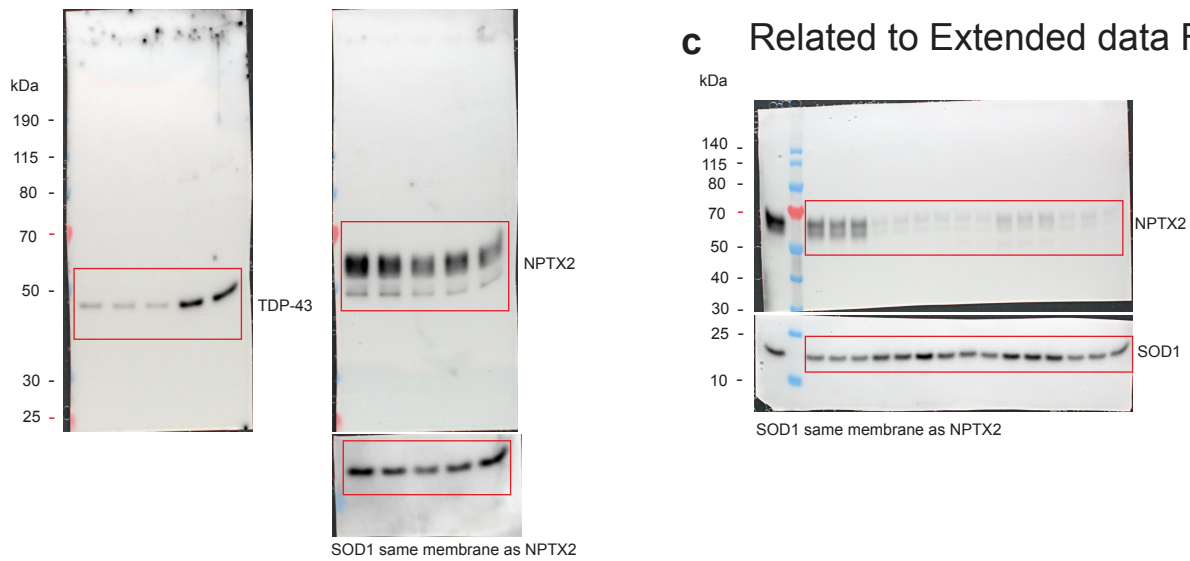 kDa
190 -
115 -
80 -
70 -
50 -
30 -
25 -
TDP-43
NPTX2
SOD1 same membrane as NPTX2
c Related to Extended data F
kDa
140 -
115 -
80 -
70 -
50 -
40 -
30 -
25 -
10 -
NPTX2
SOD1
SOD1 same membrane as NPTX2